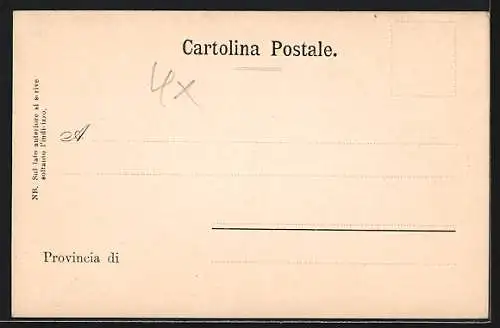 Cartolina Postale.
4x
A
Provincia di
NB. Sul lato anteriore si scrive
soltanto l'indirizzo.